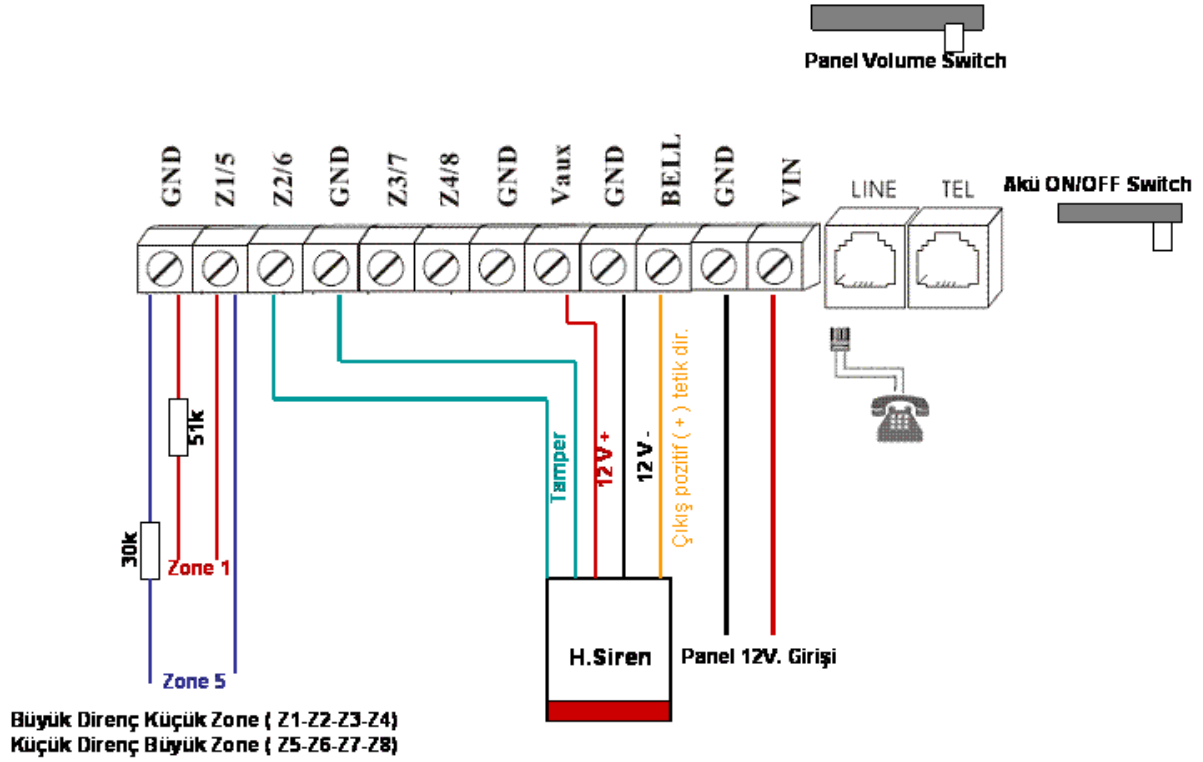 Panel Volume Switch
GND
Z1/5
Z2/6
GND
Z3/7
Z4/8
GND
Vaux
GND
BELL
GND
VIN
LINE
TEL
Akü ON/OFF Switch
51k
30k
Zone 1
Zone 5
Tamper
12 V +
12 V -
Çıkış pozitif ( + ) tetik dir.
H.Siren
Panel 12V. Girişi
Büyük Direnç Küçük Zone ( Z1-Z2-Z3-Z4)
Küçük Direnç Büyük Zone ( Z5-Z6-Z7-Z8)